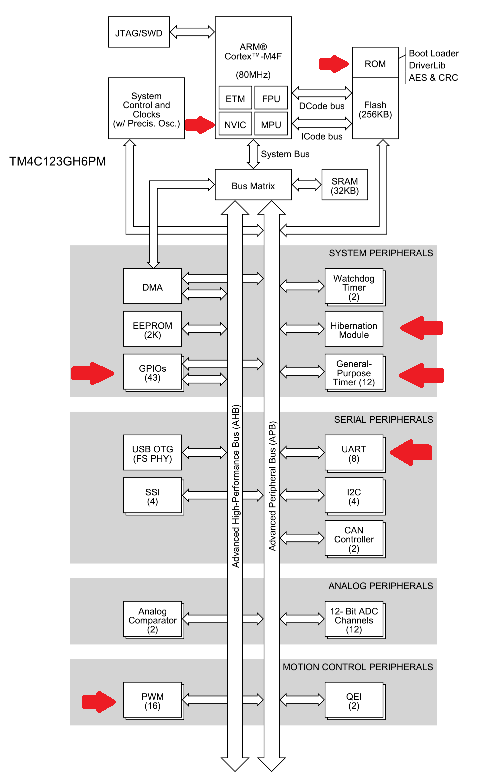 JTAG/SWD
ARM®
Cortex™-M4F
(80MHz)
ETM
FPU
NVIC
MPU
ROM
Boot Loader
DriverLib
AES & CRC
Flash
(256KB)
DCode bus
ICode bus
System
Control and
Clocks
(w/ Precis. Osc.)
TM4C123GH6PM
System Bus
Bus Matrix
SRAM
(32KB)
SYSTEM PERIPHERALS
DMA
Watchdog
Timer
(2)
EEPROM
(2K)
Hibernation
Module
GPIOs
(43)
General-
Purpose
Timer (12)
Advanced High-Performance Bus (AHB)
Advanced Peripheral Bus (APB)
SERIAL PERIPHERALS
USB OTG
(FS PHY)
UART
(8)
SSI
(4)
I2C
(4)
CAN
Controller
(2)
ANALOG PERIPHERALS
Analog
Comparator
(2)
12- Bit ADC
Channels
(12)
MOTION CONTROL PERIPHERALS
PWM
(16)
QEI
(2)